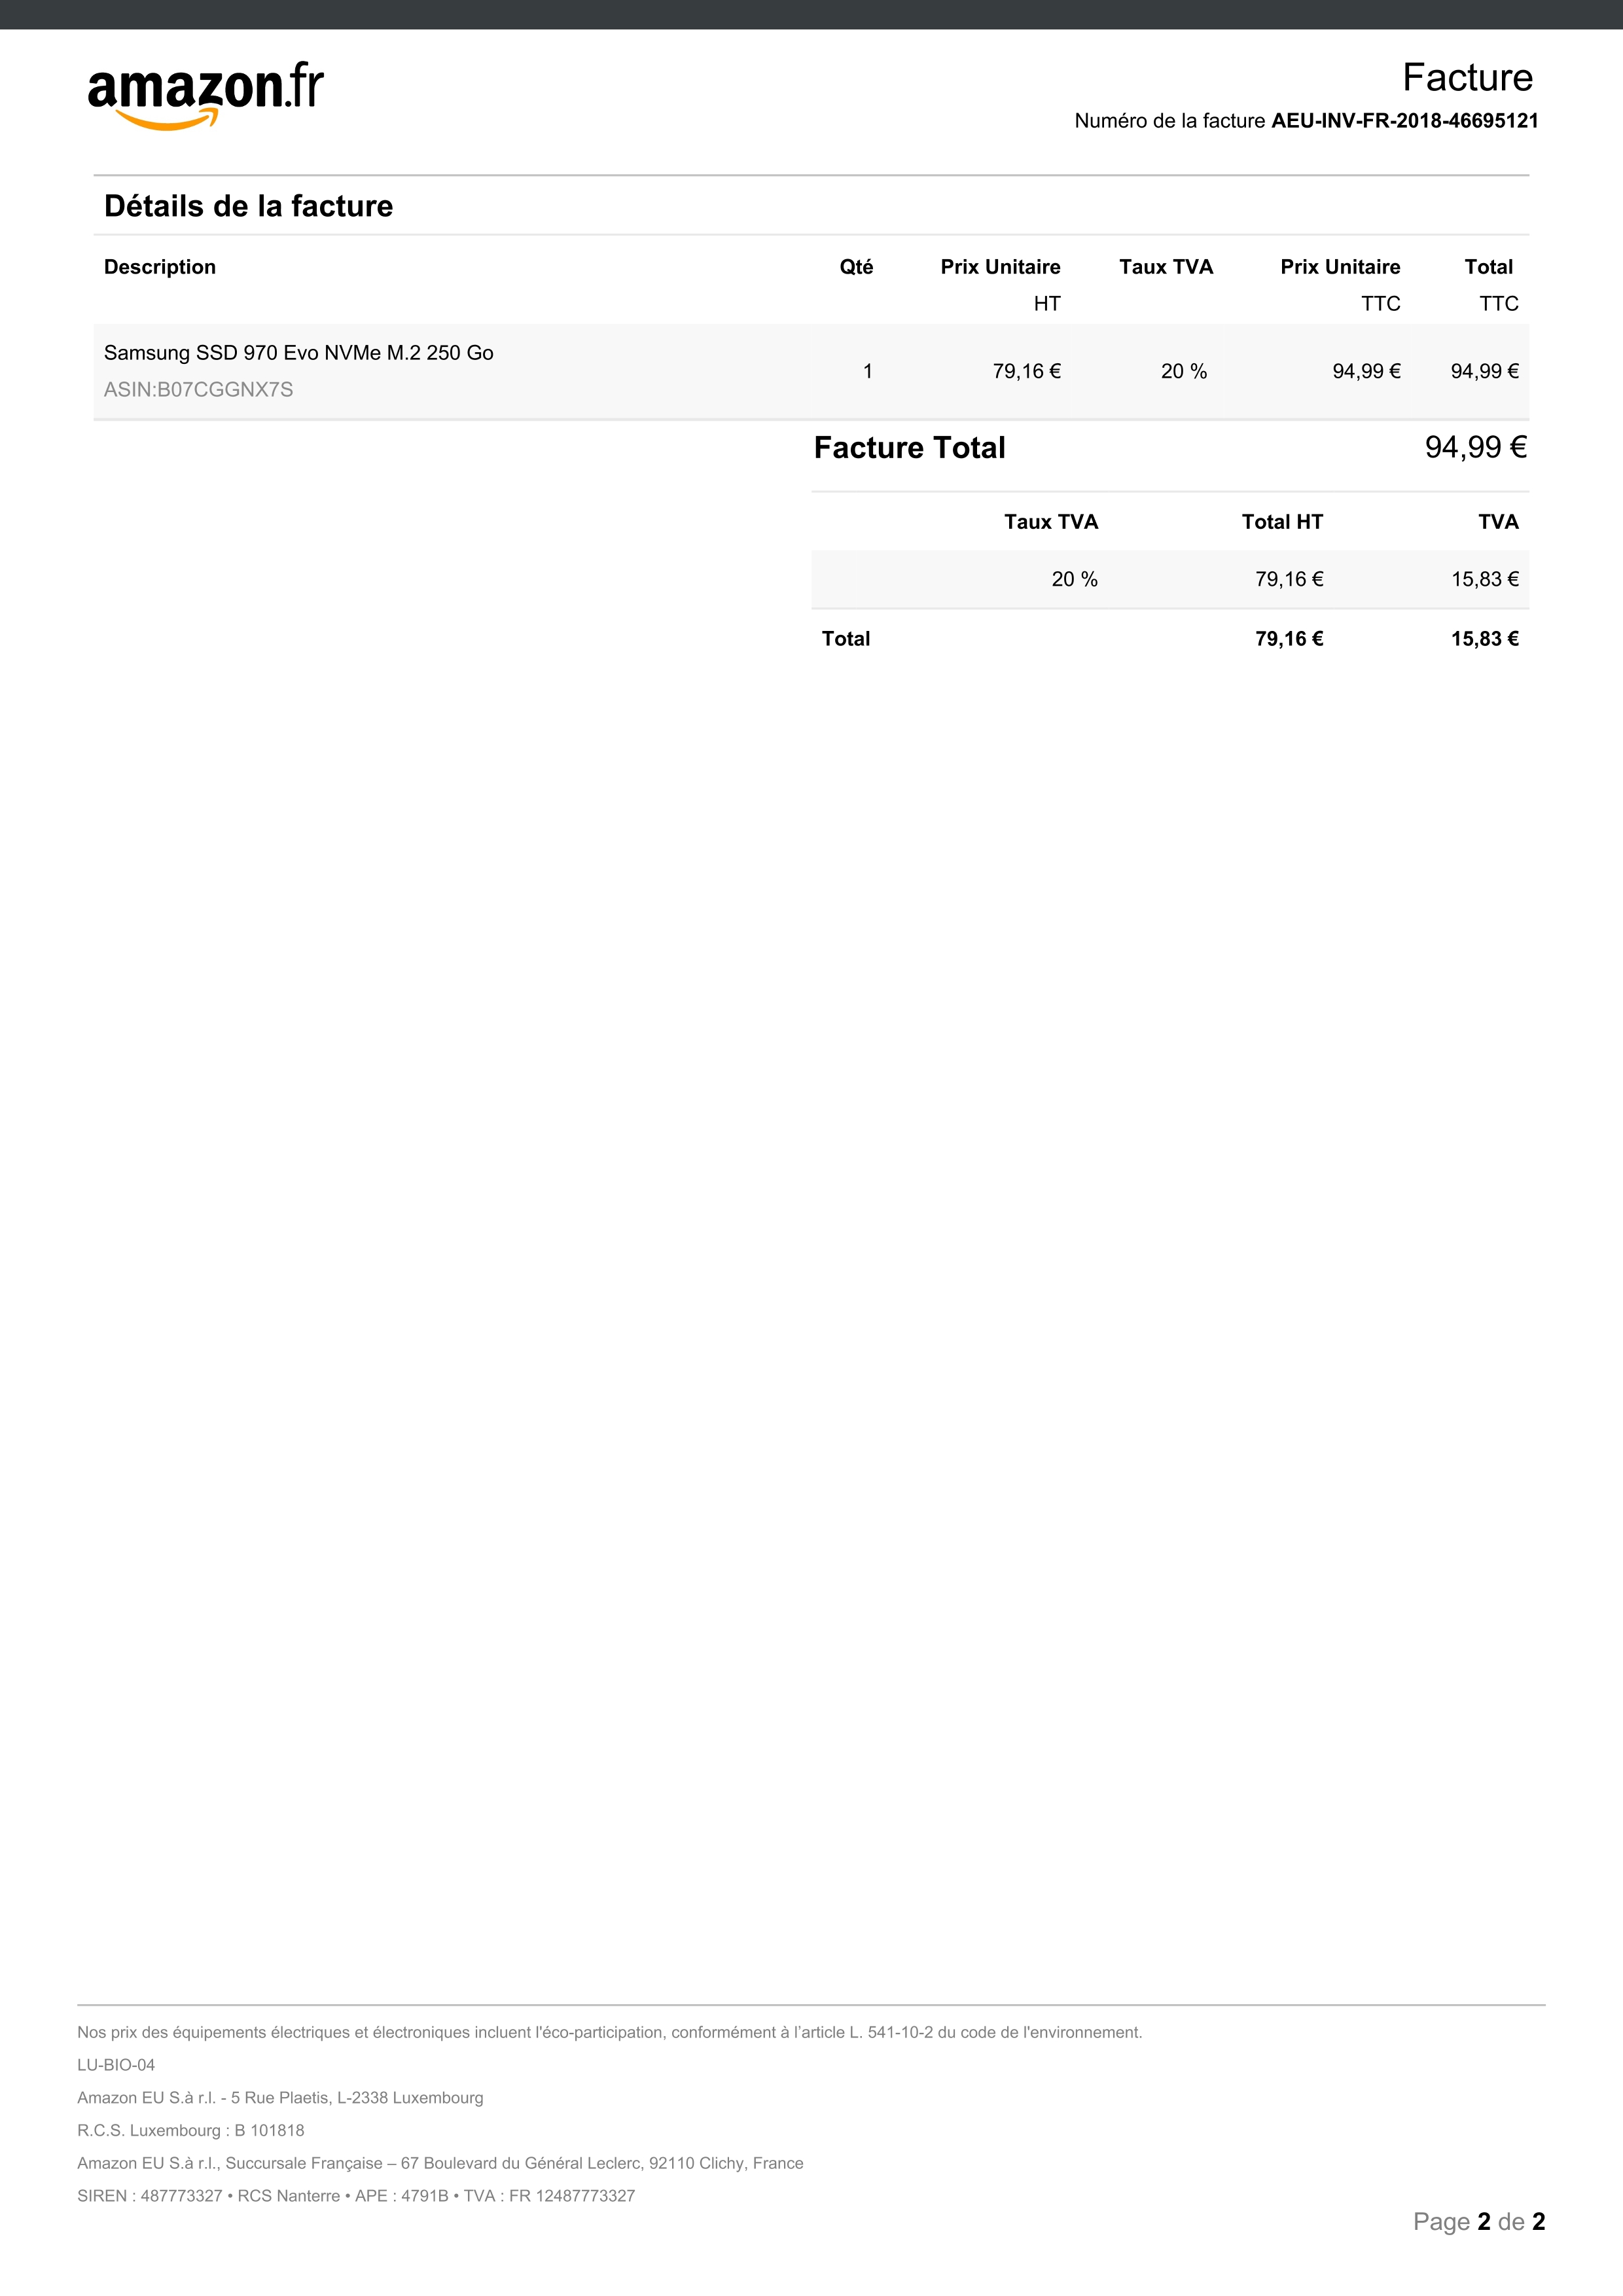 amazon.fr
Facture
Numéro de la facture AEU-INV-FR-2018-46695121
Détails de la facture
Description Qté Prix Unitaire Taux TVA Prix Unitaire Total
HT TTC TTC
Samsung SSD 970 Evo NVMe M.2 250 Go
1 79,16 € 20 % 94,99 € 94,99 €
ASIN:B07CGGNX7S
Facture Total 94,99 €
Taux TVA Total HT TVA
20 % 79,16 € 15,83 €
Total 79,16 € 15,83 €
Nos prix des équipements électriques et électroniques incluent l'éco-participation, conformément à l’article L. 541-10-2 du code de l'environnement.
LU-BIO-04
Amazon EU S.à r.l. - 5 Rue Plaetis, L-2338 Luxembourg
R.C.S. Luxembourg : B 101818
Amazon EU S.à r.l., Succursale Française – 67 Boulevard du Général Leclerc, 92110 Clichy, France
SIREN : 487773327 • RCS Nanterre • APE : 4791B • TVA : FR 12487773327
Page 2 de 2